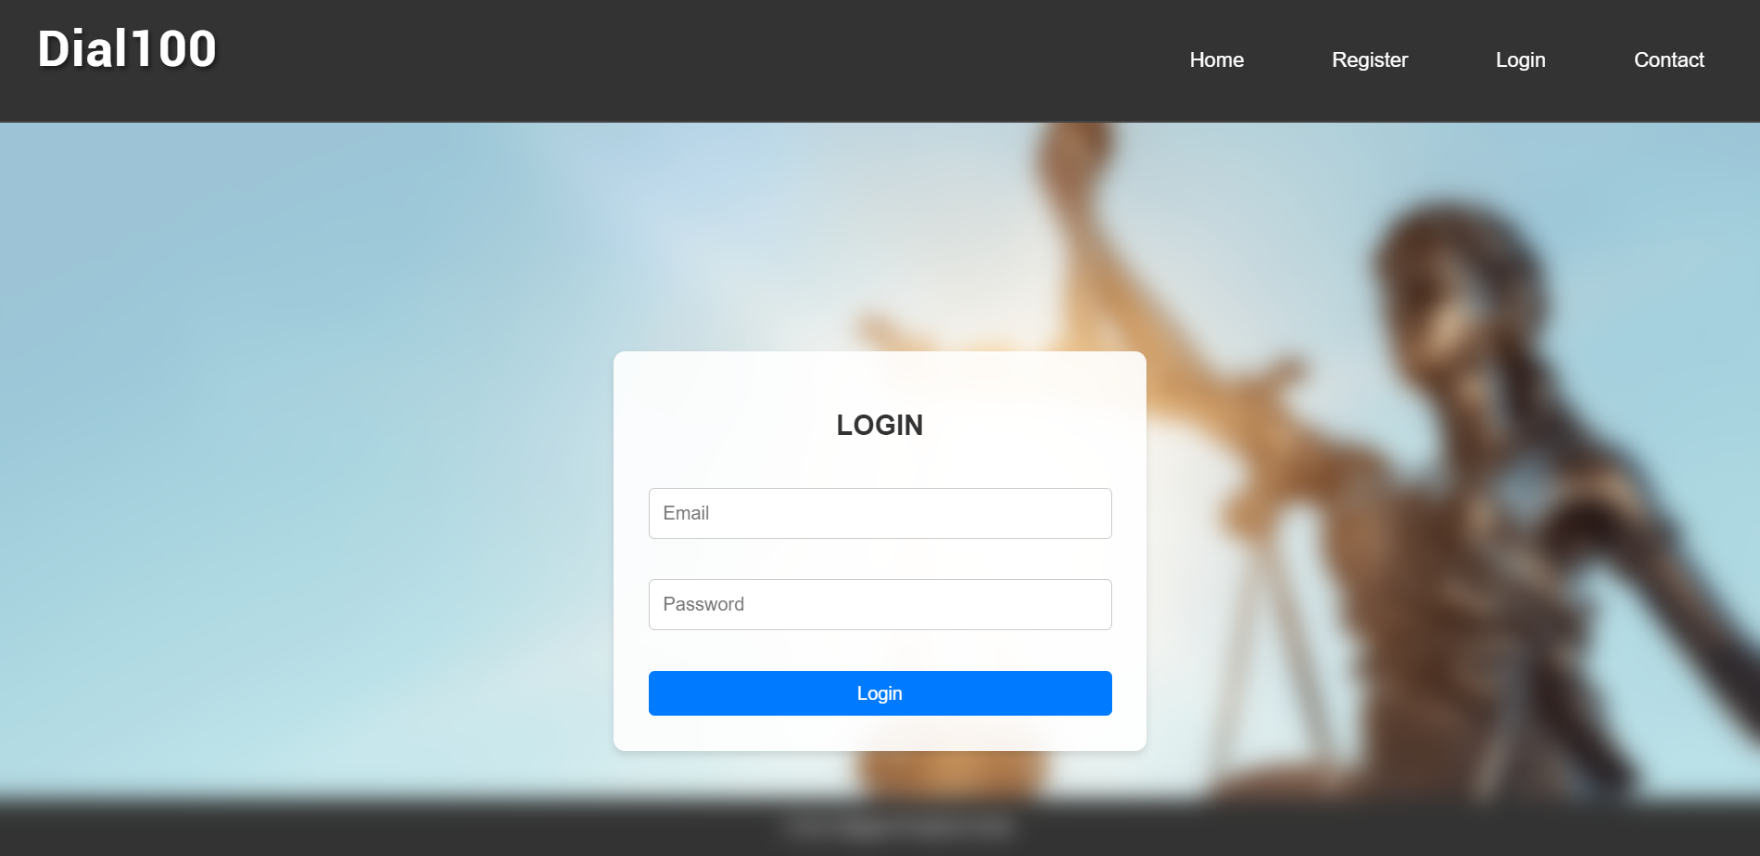 Dial100
Home
Register
Login
Contact
LOGIN
Email
Password
Login